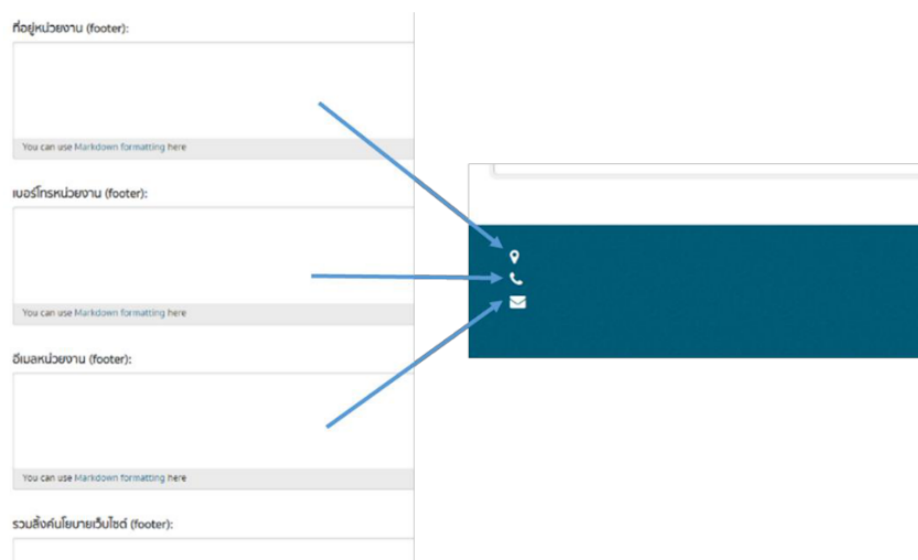 ที่อยู่หน่วยงาน (footer):
You can use Markdown formatting here
เบอร์โทรหน่วยงาน (footer):
You can use Markdown formatting here
อีเมลหน่วยงาน (footer):
You can use Markdown formatting here
รวมลิ้งค์นโยบายเว็บไซต์ (footer):